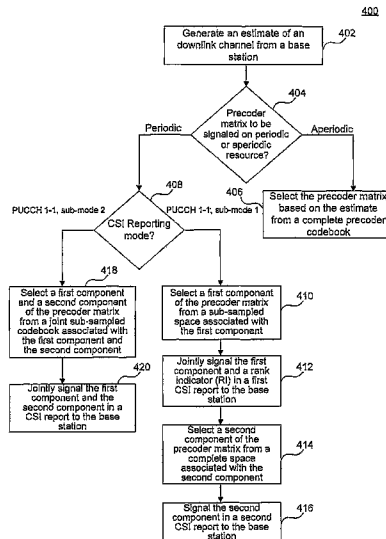 400
Generate an estimate of an
downlink channel from a base
station
402
404
Precoder
matrix to be
signaled on periodic
or aperiodic
resource?
Periodic
Aperiodic
408
406
Select the precoder matrix
based on the estimate
from a complete precoder
codebook
PUCCH 1-1, sub-mode 2
CSI Reporting
mode?
PUCCH 1-1, sub-mode 1
418
Select a first component
and a second component
of the precoder matrix
from a joint sub-sampled
codebook associated with
the first component and
the second component
Select a first component
of the precoder matrix
from a sub-sampled
space associated with
the first component
410
420
Jointly signal the first
component and the
second component in a
CSI report to the base
station
Jointly signal the first
component and a rank
indicator (RI) in a first
CSI report to the base
station
412
Select a second
component of the
precoder matrix from a
complete space
associated with the
second component
414
Signal the second
component in a second
CSI report to the base
station
416